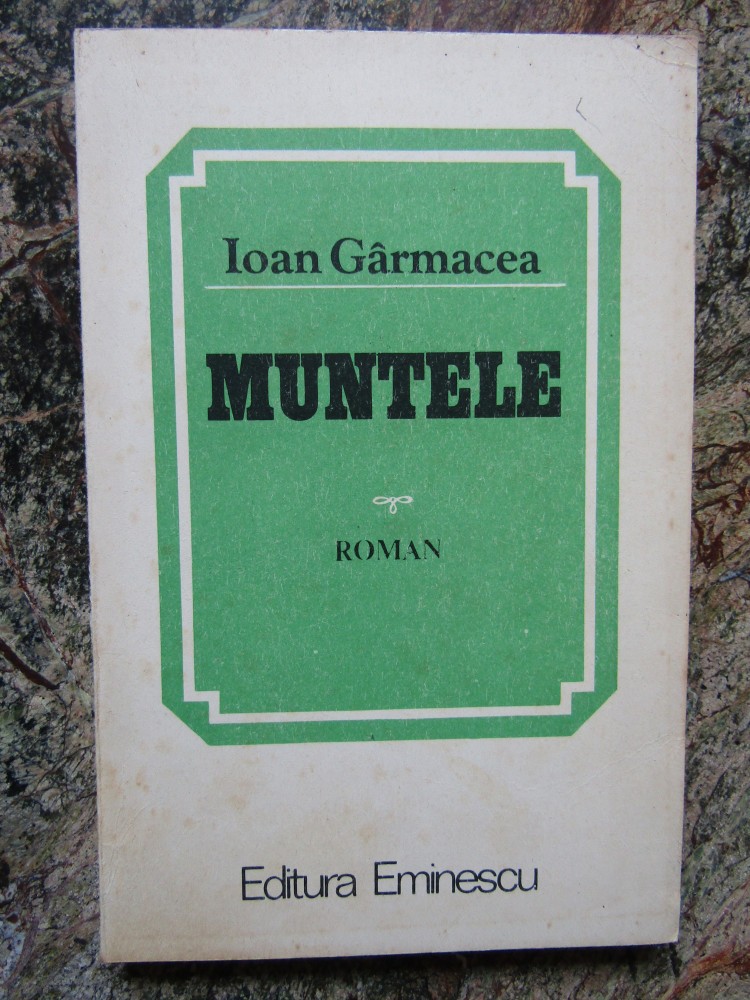 Ioan Gârmacea
MUNTELE
ROMAN
Editura Eminescu